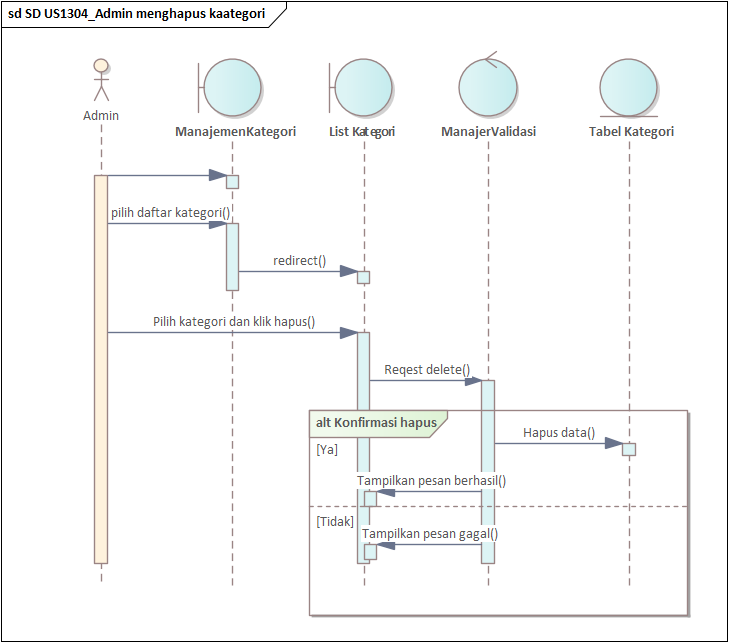 sd SD US1304_Admin menghapus kaategori
Admin
ManajemenKategori
List Kategori
ManajerValidasi
Tabel Kategori
pilih daftar kategori()
redirect()
Pilih kategori dan klik hapus()
Reqest delete()
alt Konfirmasi hapus
Hapus data()
[Ya]
Tampilkan pesan berhasil()
[Tidak]
Tampilkan pesan gagal()